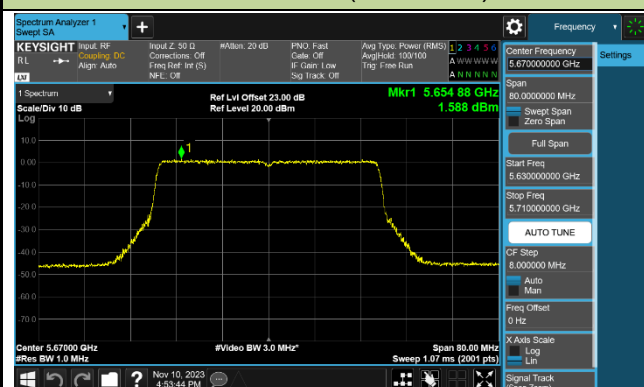 Spectrum Analyzer 1
Swept SA
Frequency
KEYSIGHT
RL
Input: RF
Coupling: DC
Align: Auto
Input Z: 50 Ω
Corrections: Off
Freq Ref: Int (S)
NFE: Off
#Atten: 20 dB
PNO: Fast
Gate: Off
IF Gain: Low
Sig Track: Off
Avg Type: Power (RMS)
Avg|Hold: 100/100
Trig: Free Run
1 2 3 4 5 6
A W W W W W
A N N N N N
LXI
1 Spectrum
Scale/Div 10 dB
Log
Ref Lvl Offset 23.00 dB
Ref Level 20.00 dBm
Mkr1 5.654 88 GHz
1.588 dBm
1
10.0
0.00
-10.0
-20.0
-30.0
-40.0
-50.0
-60.0
-70.0
Center 5.67000 GHz
#Res BW 1.0 MHz
#Video BW 3.0 MHz*
Span 80.00 MHz
Sweep 1.07 ms (2001 pts)
Nov 10, 2023
4:53:44 PM
?
Center Frequency
5.670000000 GHz
Span
80.0000000 MHz
Swept Span
Zero Span
Full Span
Start Freq
5.630000000 GHz
Stop Freq
5.710000000 GHz
AUTO TUNE
CF Step
8.000000 MHz
Auto
Man
Freq Offset
0 Hz
X Axis Scale
Log
Lin
Signal Track
Settings